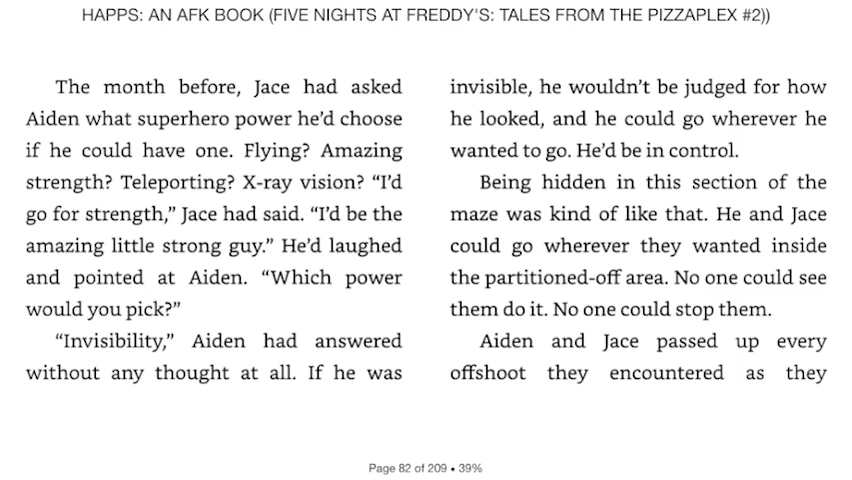 HAPPS: AN AFK BOOK (FIVE NIGHTS AT FREDDY'S: TALES FROM THE PIZZAPLEX #2))
The month before, Jace had asked
Aiden what superhero power he’d choose
if he could have one. Flying? Amazing
strength? Teleporting? X-ray vision? “I’d
go for strength,” Jace had said. “I’d be the
amazing little strong guy.” He’d laughed
and pointed at Aiden. “Which power
would you pick?”
“Invisibility,” Aiden had answered
without any thought at all. If he was
invisible, he wouldn’t be judged for how
he looked, and he could go wherever he
wanted to go. He’d be in control.
Being hidden in this section of the
maze was kind of like that. He and Jace
could go wherever they wanted inside
the partitioned-off area. No one could see
them do it. No one could stop them.
Aiden and Jace passed up every
offshoot they encountered as they
Page 82 of 209 • 39%